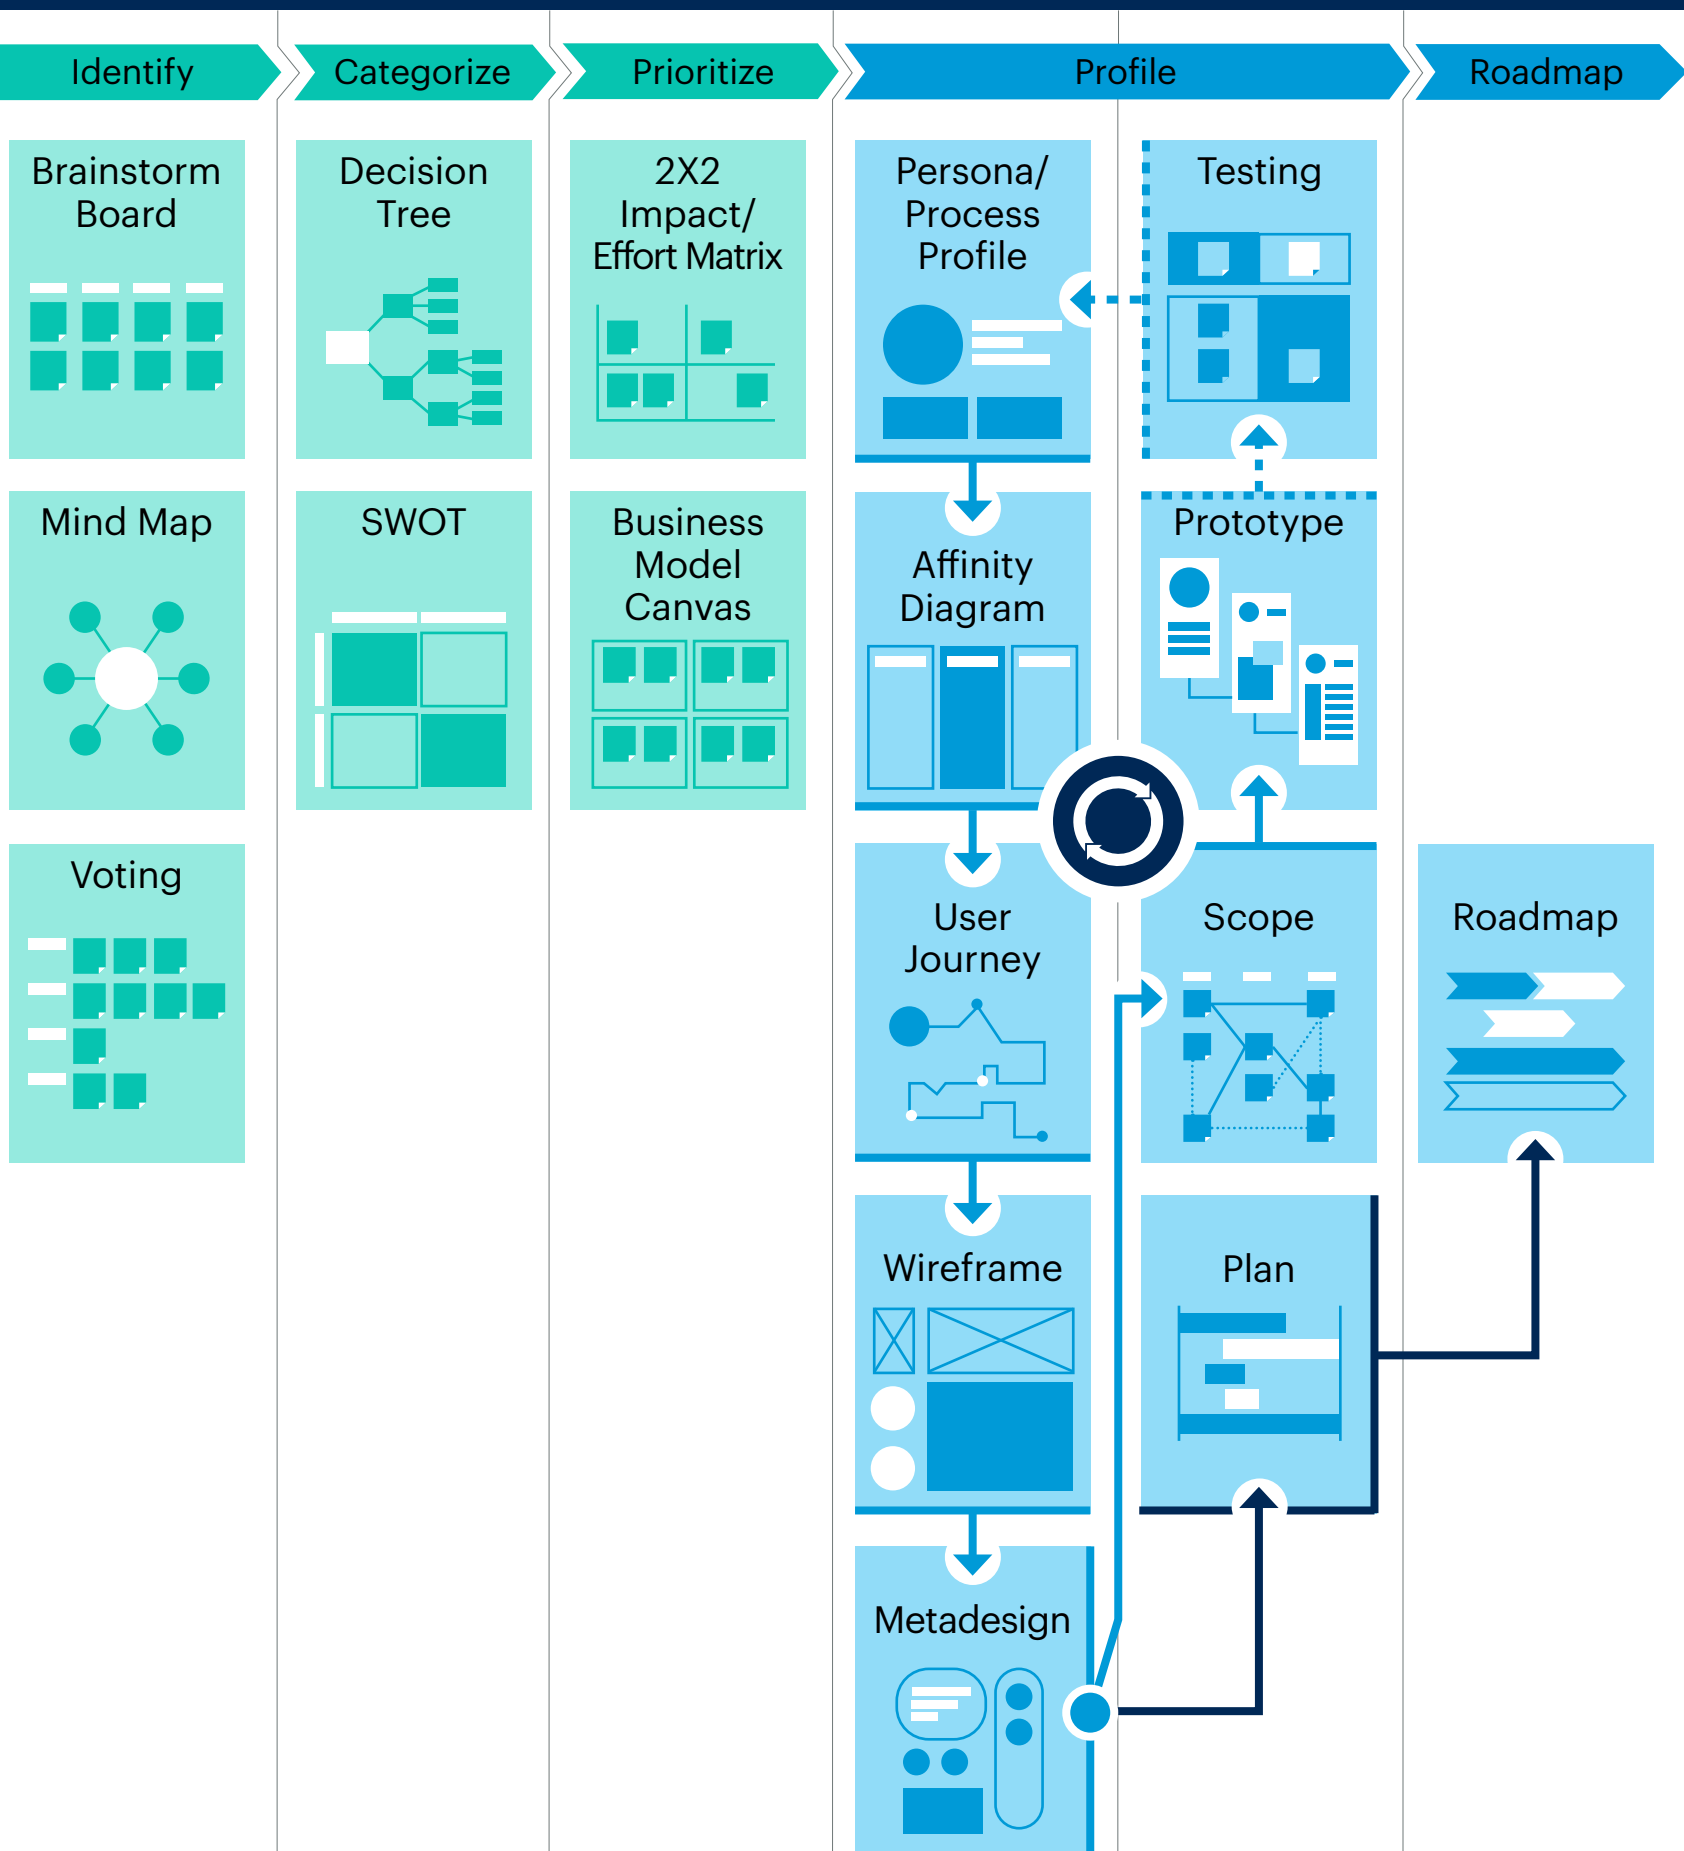 Identify
Categorize
Prioritize
Profile
Roadmap
Brainstorm
Board
Mind Map
Voting
Decision
Tree
SWOT
2X2
Impact/
Effort Matrix
Business
Model
Canvas
Persona/
Process
Profile
Affinity
Diagram
User
Journey
Wireframe
Metadesign
Testing
Prototype
Scope
Plan
Roadmap